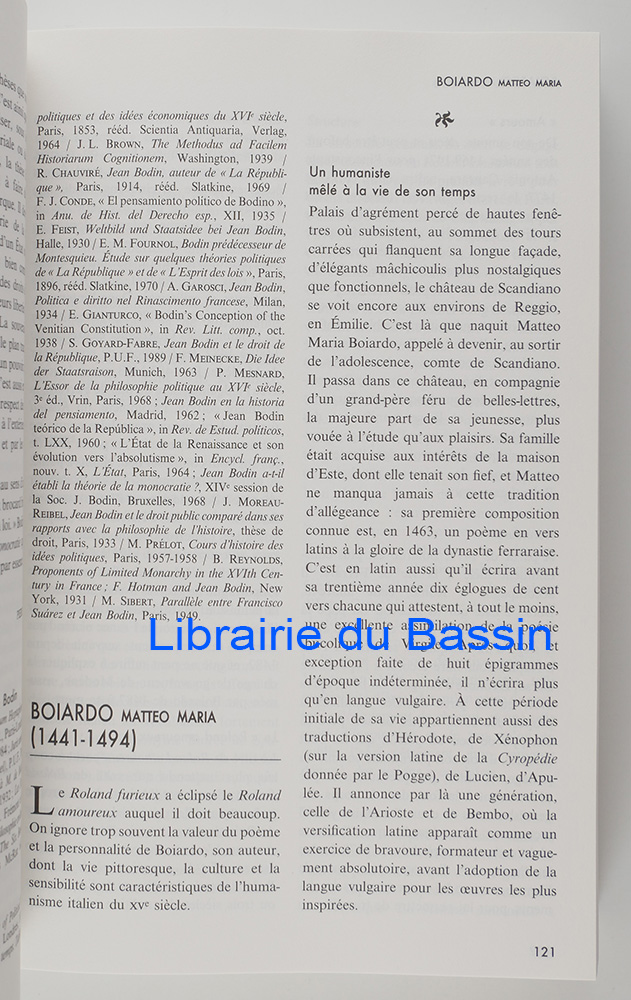 BOIARDO MATTEO MARIA
politiques et des idées économiques du XVIe siècle,
Paris, 1853, rééd. Scientia Antiquaria, Verlag,
1964 / J. L. BROWN, The Methodus ad Facilem
Historiarum Cognitionem, Washington, 1939 /
R. CHAUVIRÉ, Jean Bodin, auteur de « La Républi-
que », Paris, 1914, rééd. Slatkine, 1969 /
F. J. CONDE, « El pensamiento político de Bodino »,
in Anu. de Hist. del Derecho esp., XII, 1935 /
E. FEIST, Weltbild und Staatsidee bei Jean Bodin,
Halle, 1930 / E. M. FOURNOL, Bodin prédécesseur de
Montesquieu. Étude sur quelques théories politiques
de « La République » et de « L'Esprit des lois », Paris,
1896, rééd. Slatkine, 1970 / A. GAROSCI, Jean Bodin,
Politica e diritto nel Rinascimento francese, Milan,
1934 / E. GIANTURCO, « Bodin's Conception of the
Venitian Constitution », in Rev. Litt. comp., oct.
1938 / S. GOYARD-FABRE, Jean Bodin et le droit de
la République, P.U.F., 1989 / F. MEINECKE, Die Idee
der Staatsraison, Munich, 1963 / P. MESNARD,
L'Essor de la philosophie politique au XVIe siècle,
3e éd., Vrin, Paris, 1968 ; Jean Bodin en la historia
del pensamiento, Madrid, 1962 ; « Jean Bodin
teórico de la República », in Rev. de Estud. políticos,
t. LXX, 1960 ; « L'État de la Renaissance et son
évolution vers l'absolutisme », in Encycl. franç.,
nouv. t. X, L'État, Paris, 1964 ; Jean Bodin a-t-il
établi la théorie de la monocratie ?, XIVe session de
la Soc. J. Bodin, Bruxelles, 1968 / J. MOREAU-
REIBEL, Jean Bodin et le droit public comparé dans ses
rapports avec la philosophie de l'histoire, thèse de
droit, Paris, 1933 / M. PRÉLOT, Cours d'histoire des
idées politiques, Paris, 1957-1958 / B. REYNOLDS,
Proponents of Limited Monarchy in the XVIth Cen-
tury in France ; F. Hotman and Jean Bodin, New
York, 1931 / M. SIBERT, Parallèle entre Francisco
Suárez et Jean Bodin, Paris, 1949.
BOIARDO MATTEO MARIA
(1441-1494)
Le Roland furieux a éclipsé le Roland
amoureux auquel il doit beaucoup.
On ignore trop souvent la valeur du poème
et la personnalité de Boiardo, son auteur,
dont la vie pittoresque, la culture et la
sensibilité sont caractéristiques de l'huma-
nisme italien du XVe siècle.
Un humaniste
mêlé à la vie de son temps
Palais d'agrément percé de hautes fenê-
tres où subsistent, au sommet des tours
carrées qui flanquent sa longue façade,
d'élégants mâchicoulis plus nostalgiques
que fonctionnels, le château de Scandiano
se voit encore aux environs de Reggio,
en Émilie. C'est là que naquit Matteo
Maria Boiardo, appelé à devenir, au sortir
de l'adolescence, comte de Scandiano.
Il passa dans ce château, en compagnie
d'un grand-père féru de belles-lettres,
la majeure part de sa jeunesse, plus
vouée à l'étude qu'aux plaisirs. Sa famille
était acquise aux intérêts de la maison
d'Este, dont elle tenait son fief, et Matteo
ne manqua jamais à cette tradition
d'allégeance : sa première composition
connue est, en 1463, un poème en vers
latins à la gloire de la dynastie ferraraise.
C'est en latin aussi qu'il écrira avant
sa trentième année dix églogues de cent
vers chacune qui attestent, à tout le moins,
une excellente assimilation de la poésie
bucolique de Virgile. Après quoi, et
exception faite de huit épigrammes
d'époque indéterminée, il n'écrira plus
qu'en langue vulgaire. À cette période
initiale de sa vie appartiennent aussi des
traductions d'Hérodote, de Xénophon
(sur la version latine de la Cyropédie
donnée par le Pogge), de Lucien, d'Apu-
lée. Il annonce par là une génération,
celle de l'Arioste et de Bembo, où la
versification latine apparaît comme un
exercice de bravoure, formateur et vague-
ment absolutoire, avant l'adoption de la
langue vulgaire pour les œuvres les plus
inspirées.
121
Librairie du Bassin